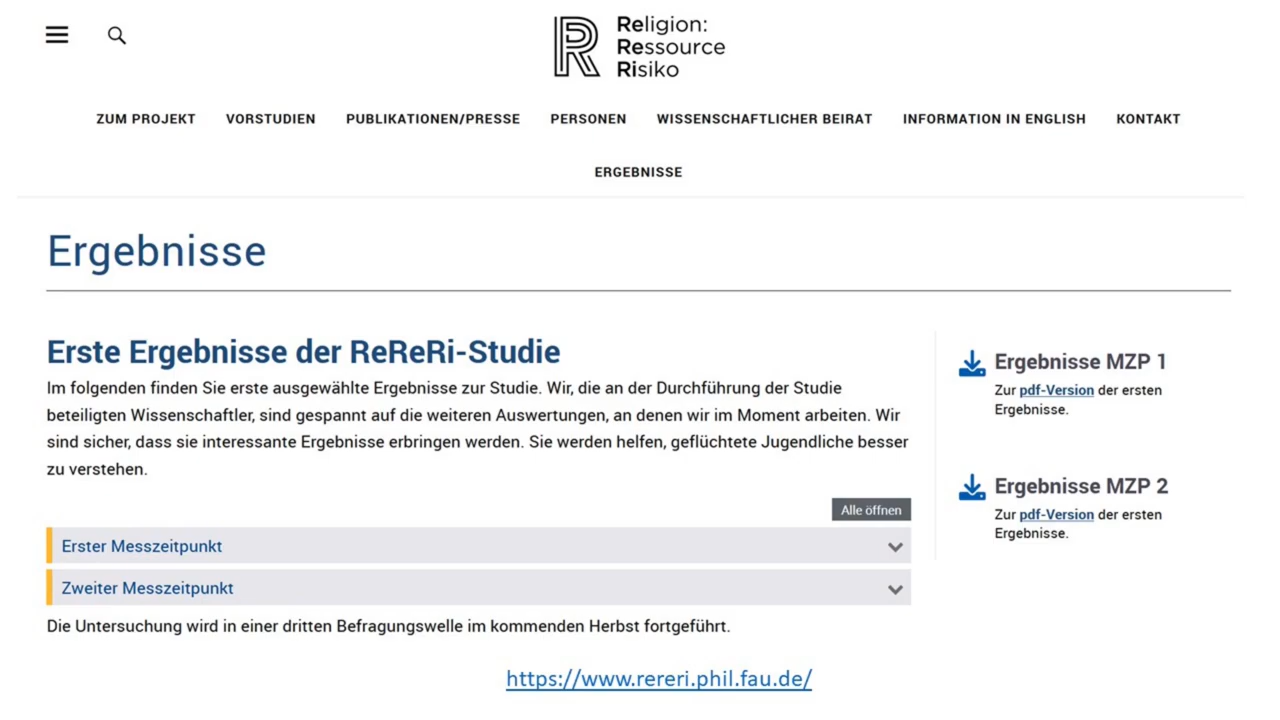 Religion:
Ressource
Risiko
ZUM PROJEKT VORSTUDIEN PUBLIKATIONEN/PRESSE PERSONEN WISSENSCHAFTLICHER BEIRAT INFORMATION IN ENGLISH KONTAKT
ERGEBNISSE
Ergebnisse
Erste Ergebnisse der ReReRi-Studie
Im folgenden finden Sie erste ausgewählte Ergebnisse zur Studie. Wir, die an der Durchführung der Studie
beteiligten Wissenschaftler, sind gespannt auf die weiteren Auswertungen, an denen wir im Moment arbeiten. Wir
sind sicher, dass sie interessante Ergebnisse erbringen werden. Sie werden helfen, geflüchtete Jugendliche besser
zu verstehen.
Alle öffnen
Erster Messzeitpunkt
Zweiter Messzeitpunkt
Die Untersuchung wird in einer dritten Befragungswelle im kommenden Herbst fortgeführt.
Ergebnisse MZP 1
Zur pdf-Version der ersten
Ergebnisse.
Ergebnisse MZP 2
Zur pdf-Version der ersten
Ergebnisse.
https://www.rereri.phil.fau.de/